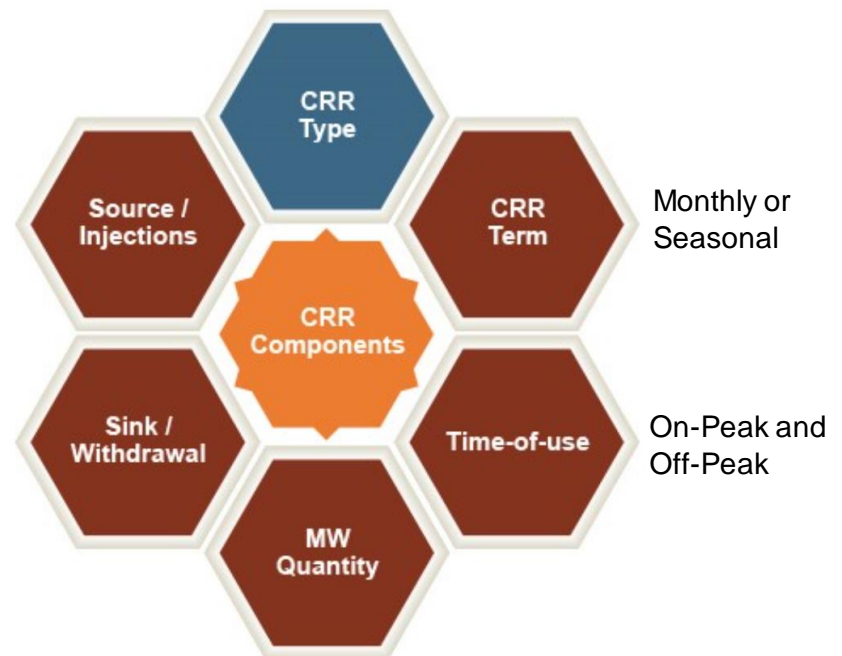 CRR
Type
Source /
Injections
CRR
Term
Monthly or
Seasonal
CRR
Components
Sink /
Withdrawal
Time-of-use
On-Peak and
Off-Peak
MW
Quantity